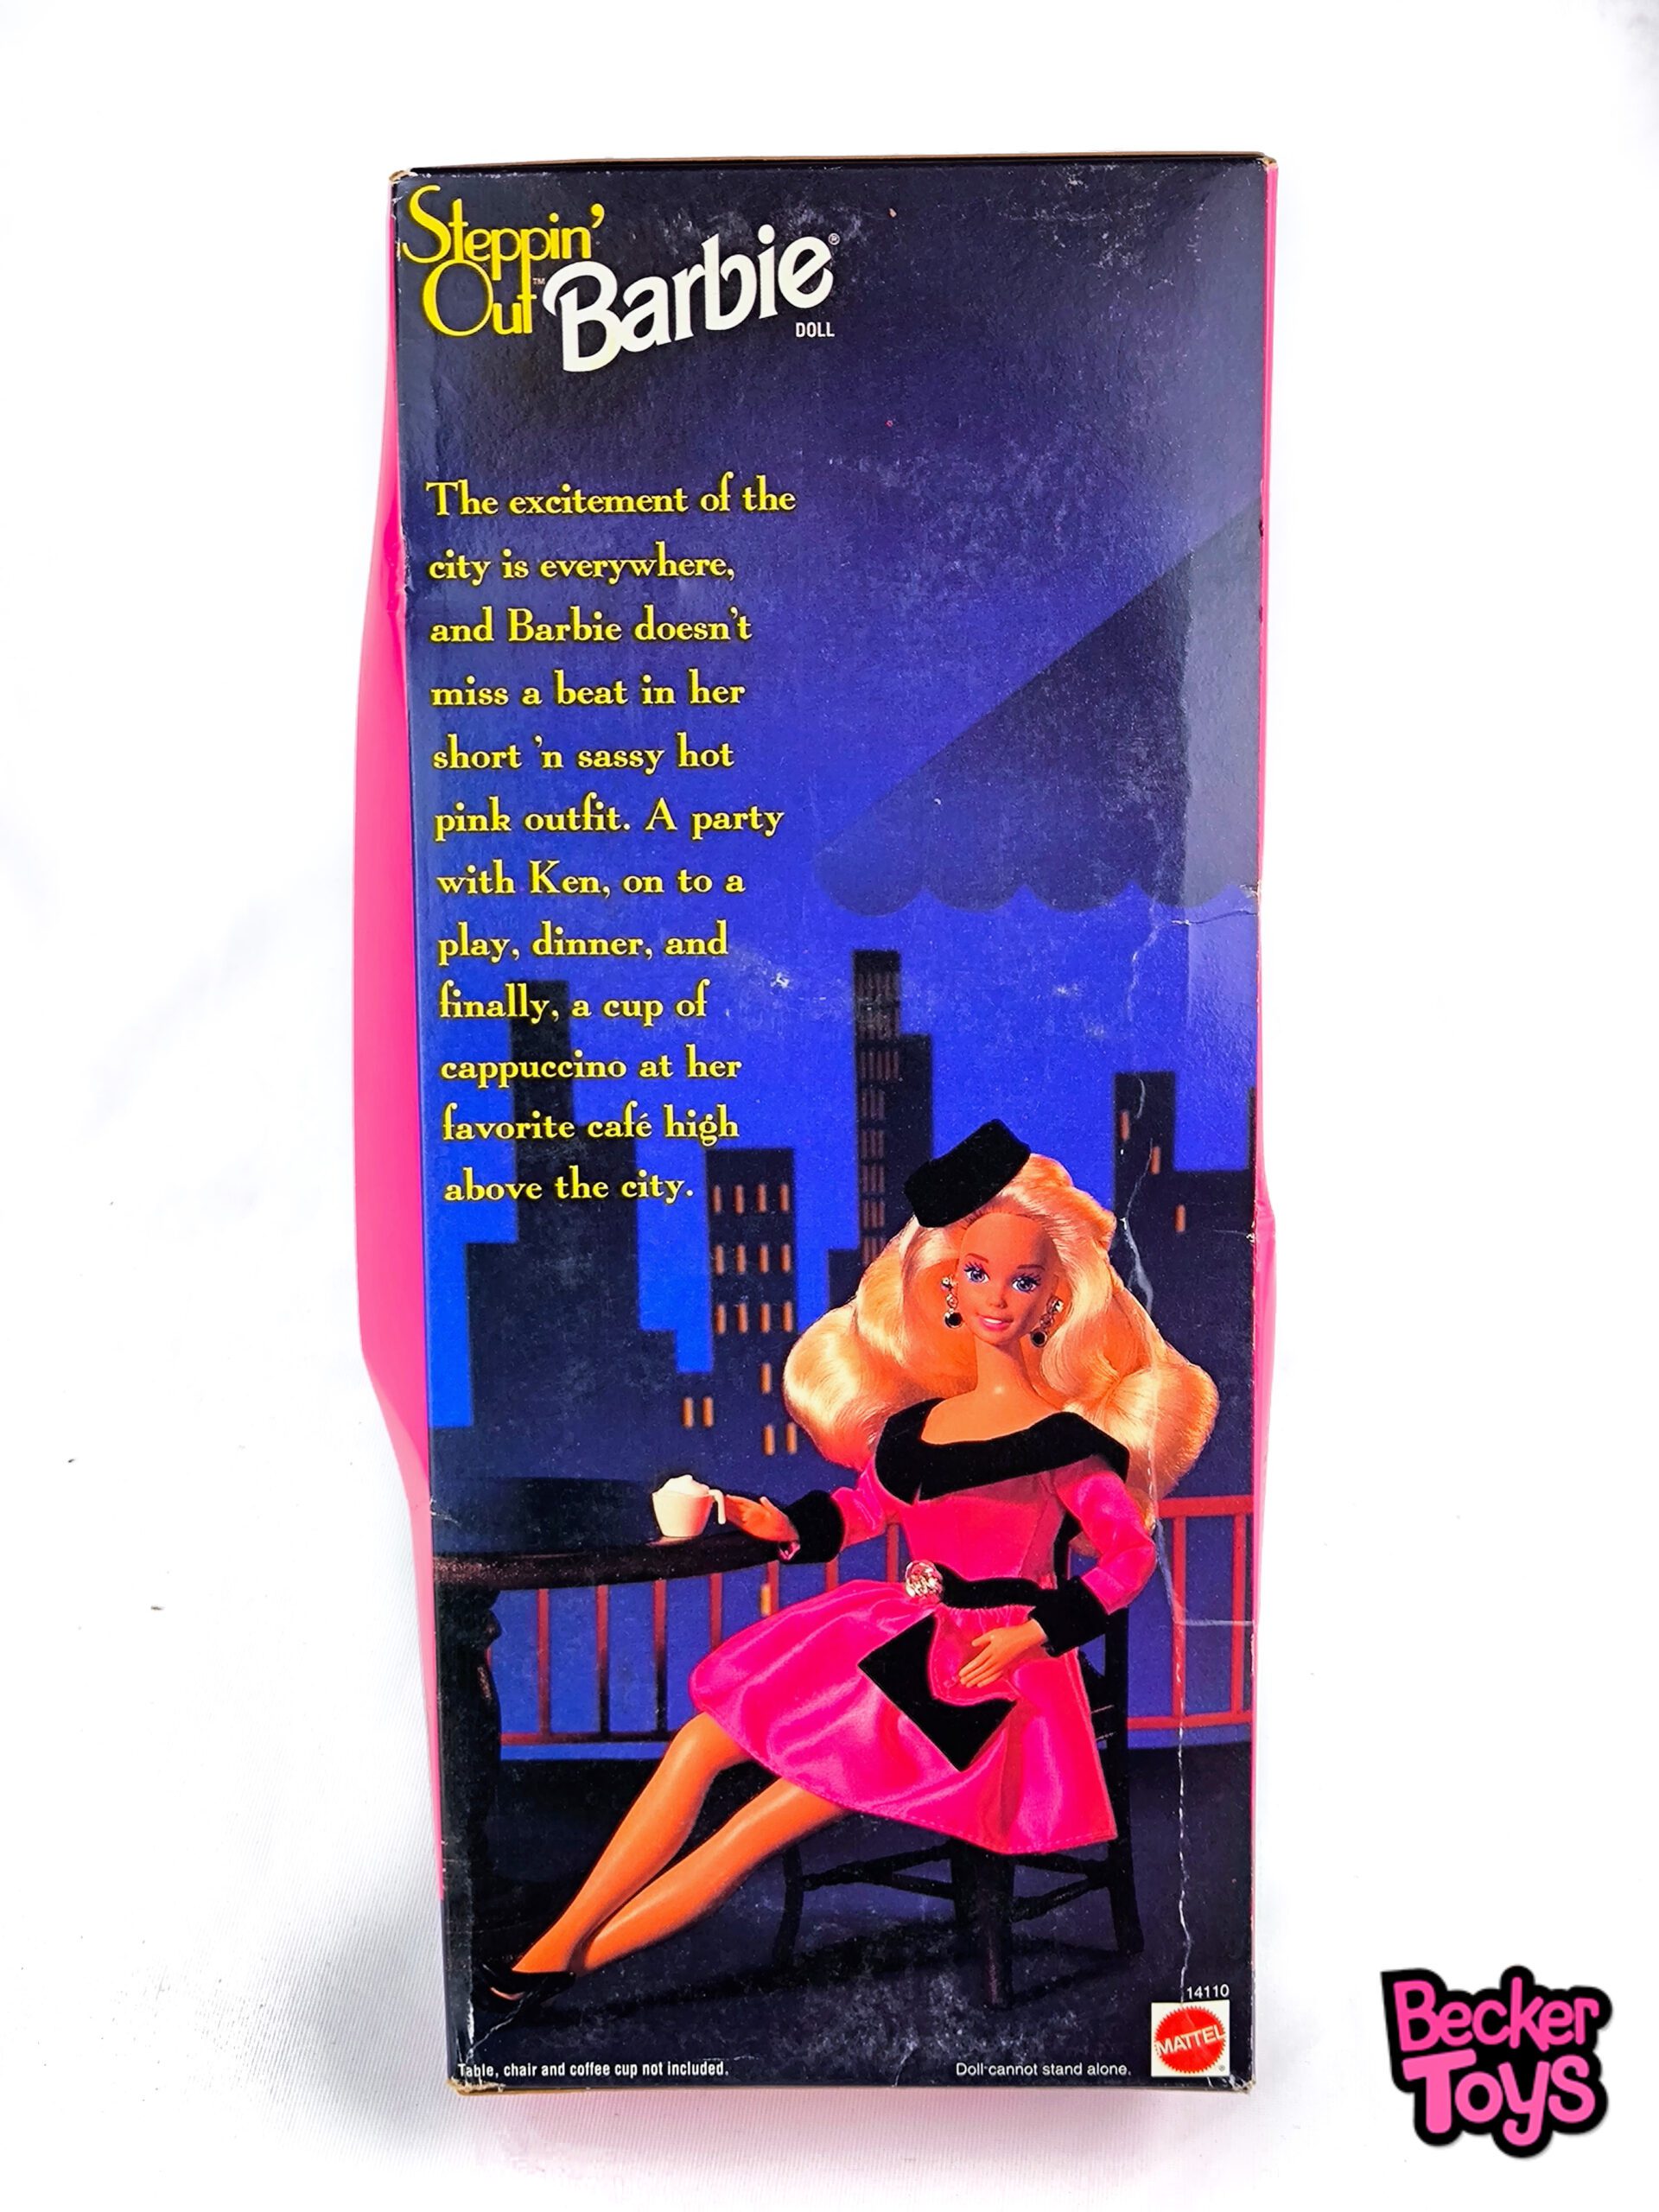 Steppin'
Out™ Barbie®
DOLL
The excitement of the
city is everywhere,
and Barbie doesn't
miss a beat in her
short 'n sassy hot
pink outfit. A party
with Ken, on to a
play, dinner, and
finally, a cup of
cappuccino at her
favorite café high
above the city.
14110
MATTEL®
Table, chair and coffee cup not included.
Doll cannot stand alone.
Becker
Toys